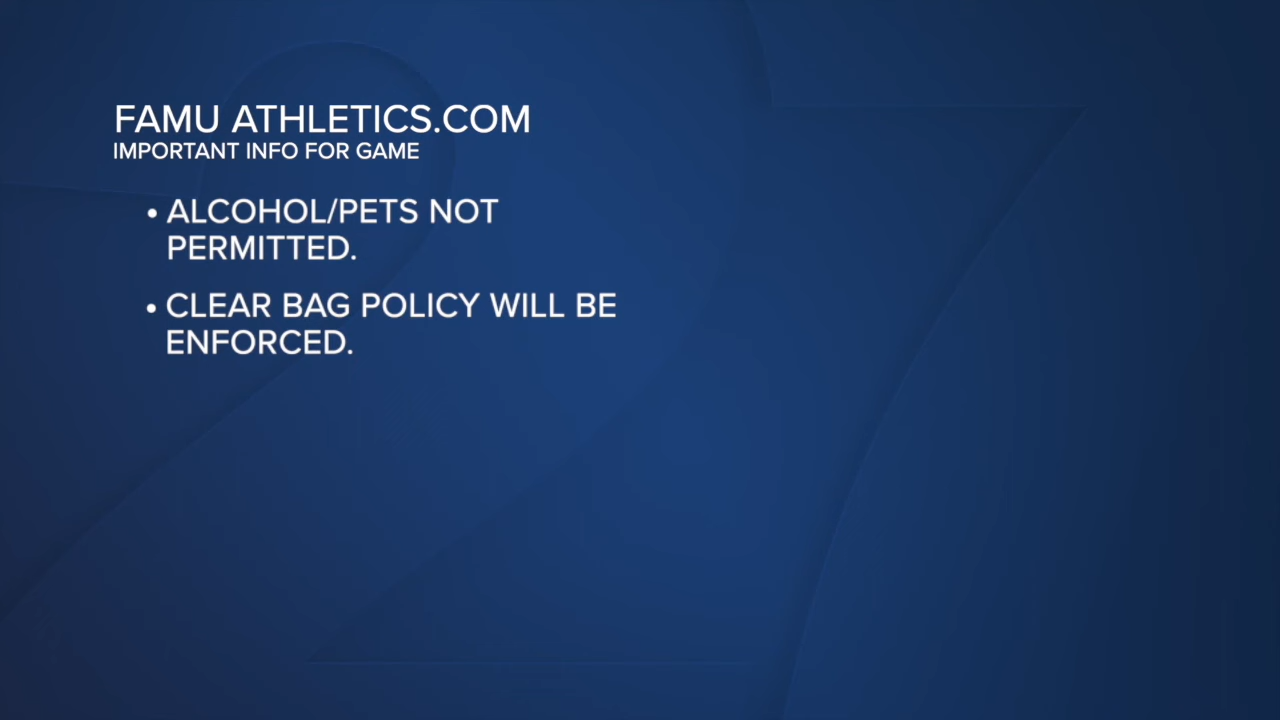 FAMU ATHLETICS.COM
IMPORTANT INFO FOR GAME
• ALCOHOL/PETS NOT
PERMITTED.
• CLEAR BAG POLICY WILL BE
ENFORCED.